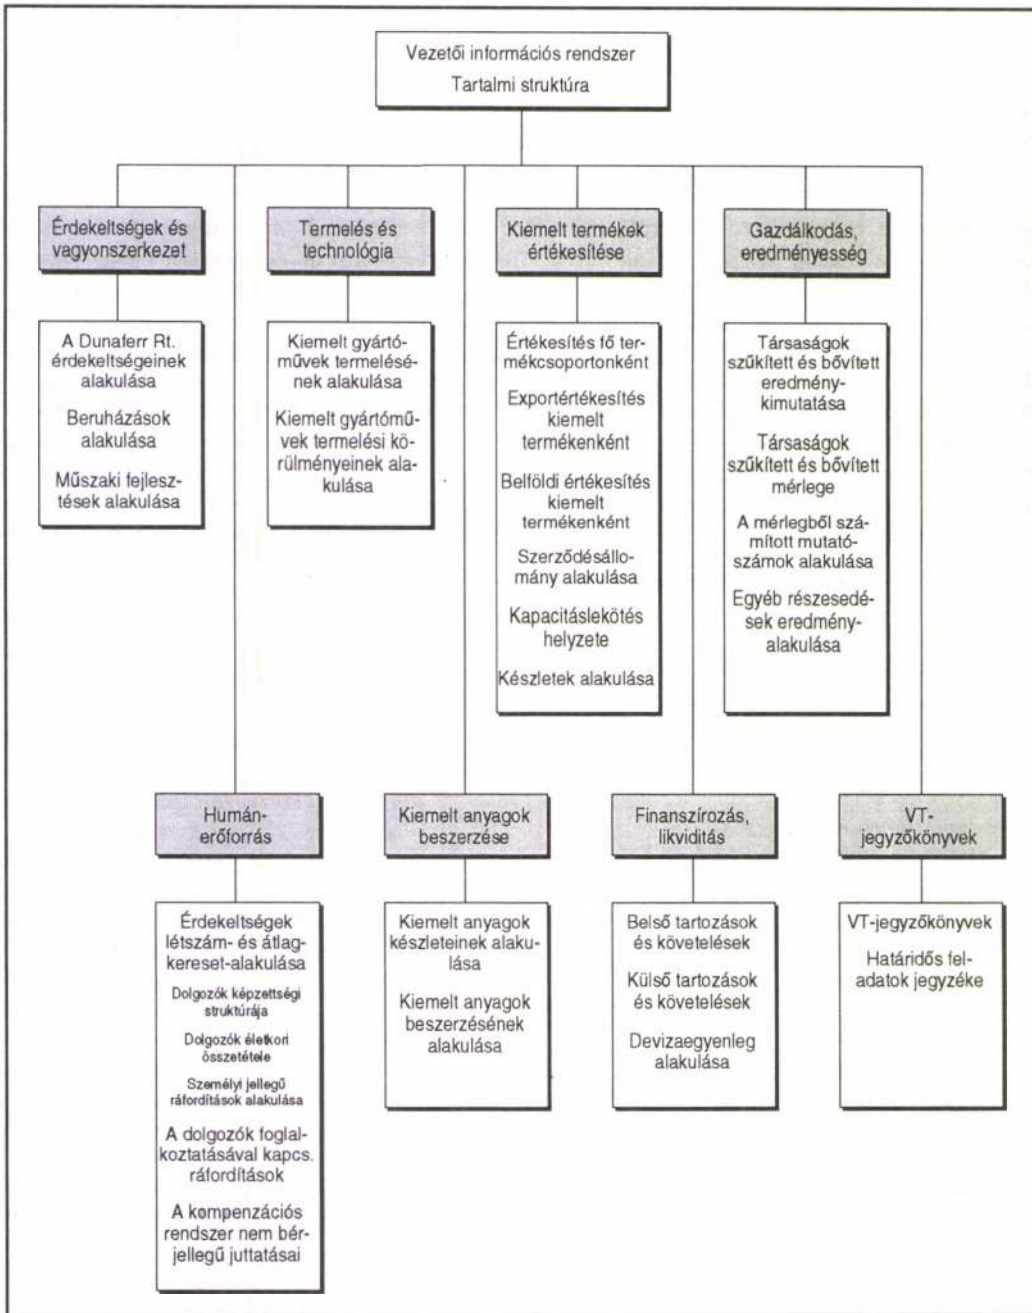 Vezetői információs rendszer
Tartalmi struktúra
Érdekeltségek és
vagyonszerkezet
A Dunaferr Rt.
érdekeltségeinek
alakulása
Beruházások
alakulása
Műszaki fejlesz-
tések alakulása
Termelés és
technológia
Kiemelt gyártó-
művek termelésé-
nek alakulása
Kiemelt gyártómű-
vek termelési kö-
rülményeinek ala-
kulása
Kiemelt termékek
értékesítése
Értékesítés fő ter-
mékcsoportonként
Exportértékesítés
kiemelt
termékenként
Belföldi értékesítés
kiemelt
termékenként
Szerződésállo-
mány alakulása
Kapacitáslekötés
helyzete
Készletek alakulása
Gazdálkodás,
eredményesség
Társaságok
szűkített és bővített
eredmény-
kimutatása
Társaságok
szűkített és bővített
mérlege
A mérlegből szá-
mított mutató-
számok alakulása
Egyéb részesedé-
sek eredmény-
alakulása
Humán-
erőforrás
Érdekeltségek
létszám- és átlag-
kereset-alakulása
Dolgozók képzettségi
struktúrája
Dolgozók életkori
összetétele
Személyi jellegű
ráfordítások alakulása
A dolgozók foglal-
koztatásával kapcs.
ráfordítások
A kompenzációs
rendszer nem bér-
jellegű juttatásai
Kiemelt anyagok
beszerzése
Kiemelt anyagok
készleteinek alaku-
lása
Kiemelt anyagok
beszerzésének
alakulása
Finanszírozás,
likviditás
Belső tartozások
és követelések
Külső tartozások
és követelések
Devizaegyenleg
alakulása
VT-
jegyzőkönyvek
VT-jegyzőkönyvek
Határidős fel-
adatok jegyzéke